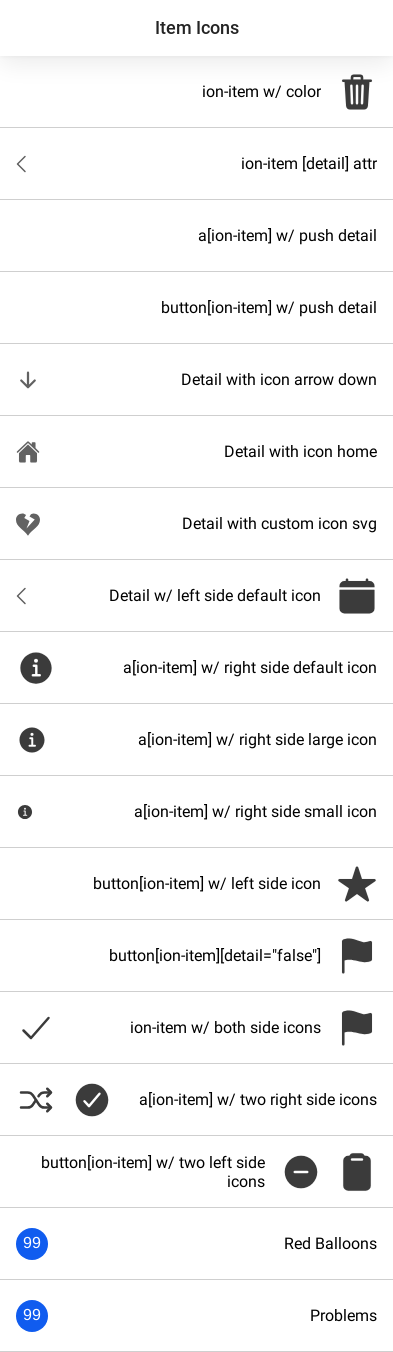 Item Icons
ion-item w/ color
ion-item [detail] attr
a[ion-item] w/ push detail
button[ion-item] w/ push detail
Detail with icon arrow down
Detail with icon home
Detail with custom icon svg
Detail w/ left side default icon
a[ion-item] w/ right side default icon
a[ion-item] w/ right side large icon
a[ion-item] w/ right side small icon
button[ion-item] w/ left side icon
button[ion-item][detail="false"]
ion-item w/ both side icons
a[ion-item] w/ two right side icons
button[ion-item] w/ two left side
icons
99 Red Balloons
99 Problems